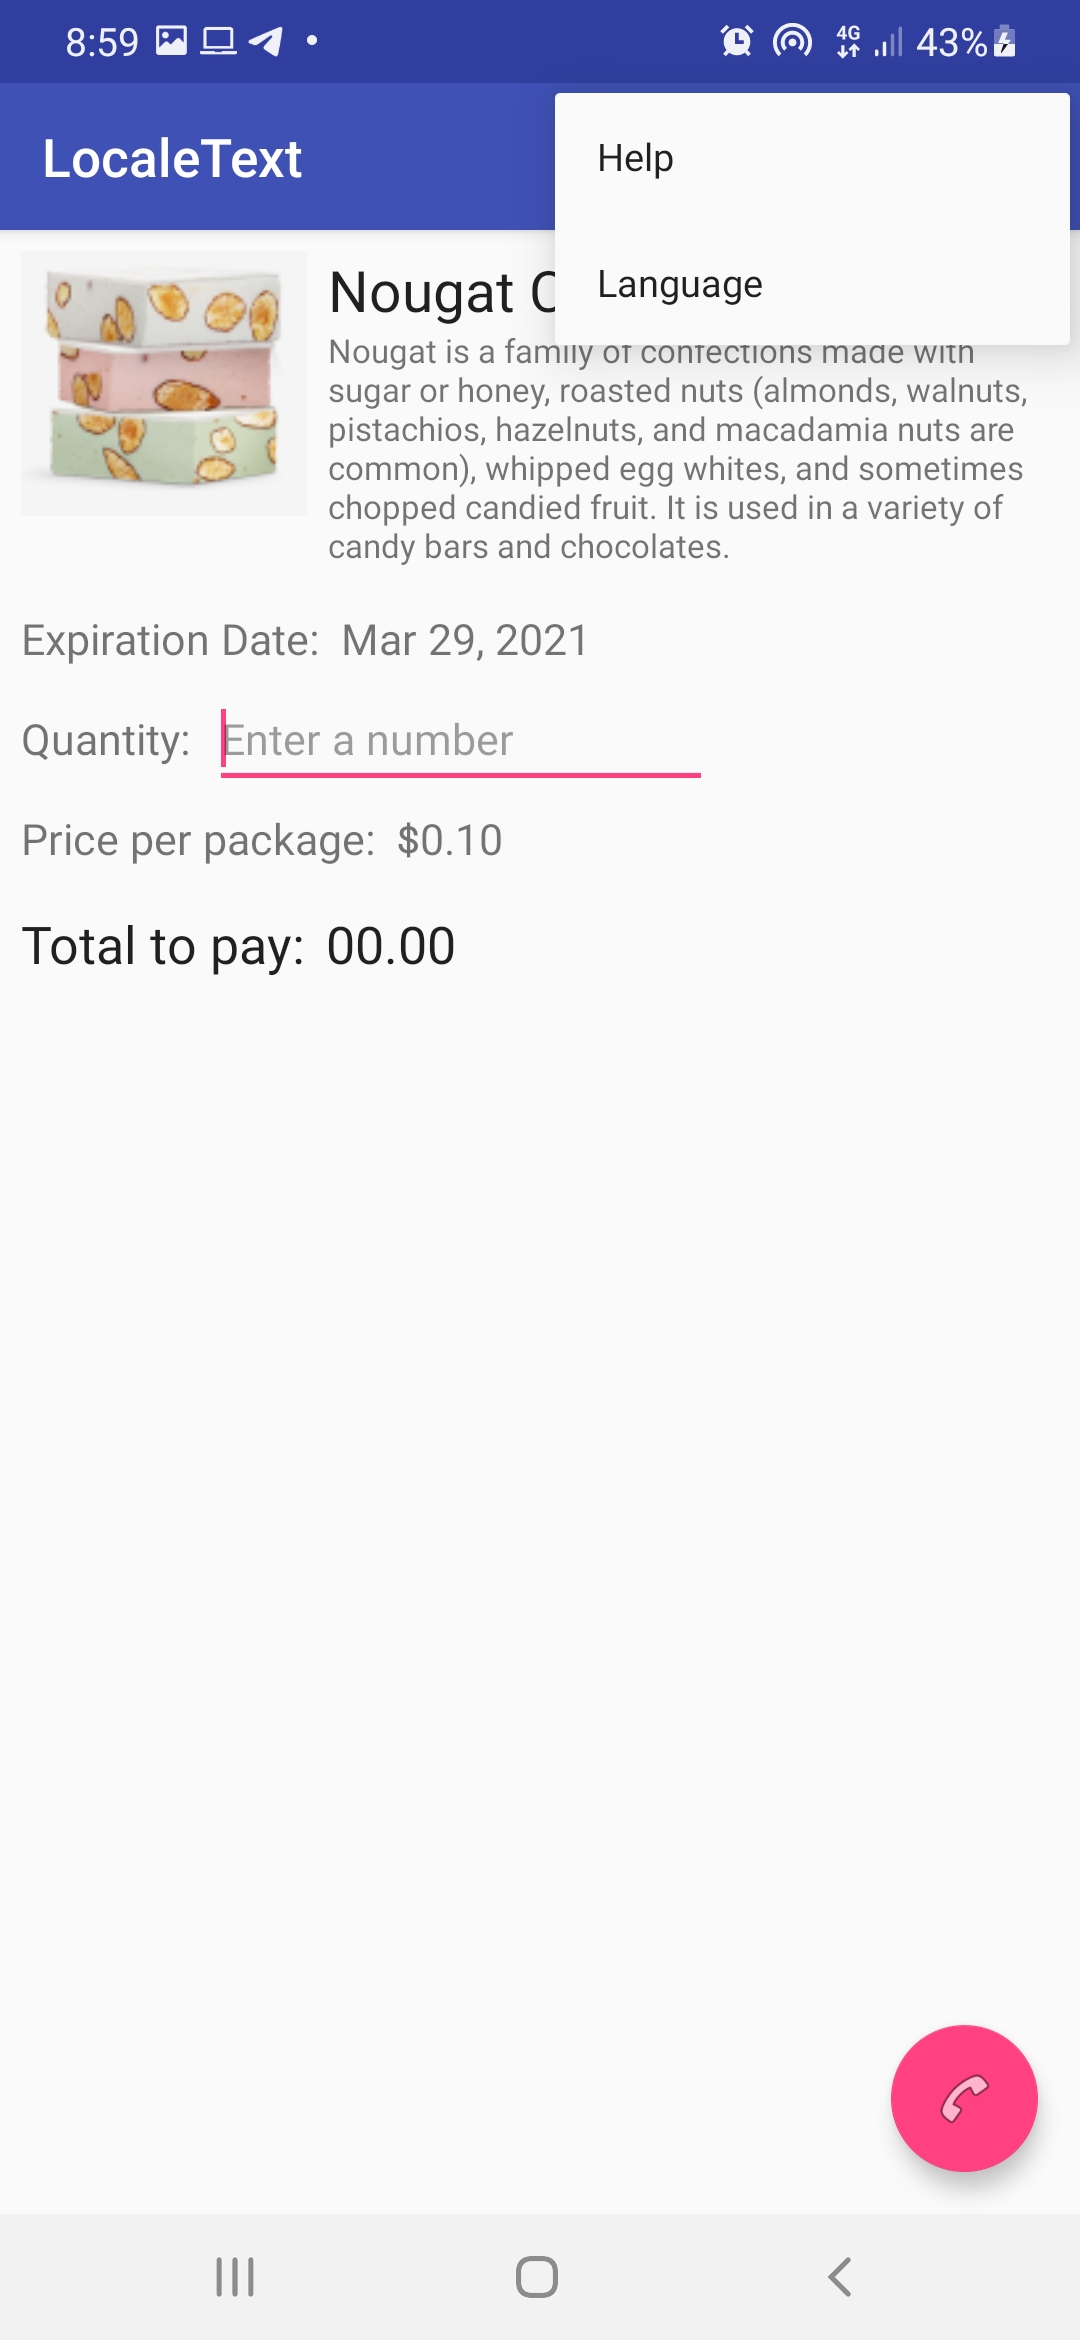 8:59
4G
43%
LocaleText
Help
Language
Nougat
Nougat is a family of confections made with
sugar or honey, roasted nuts (almonds, walnuts,
pistachios, hazelnuts, and macadamia nuts are
common), whipped egg whites, and sometimes
chopped candied fruit. It is used in a variety of
candy bars and chocolates.
Expiration Date: Mar 29, 2021
Quantity: Enter a number
Price per package: $0.10
Total to pay: 00.00